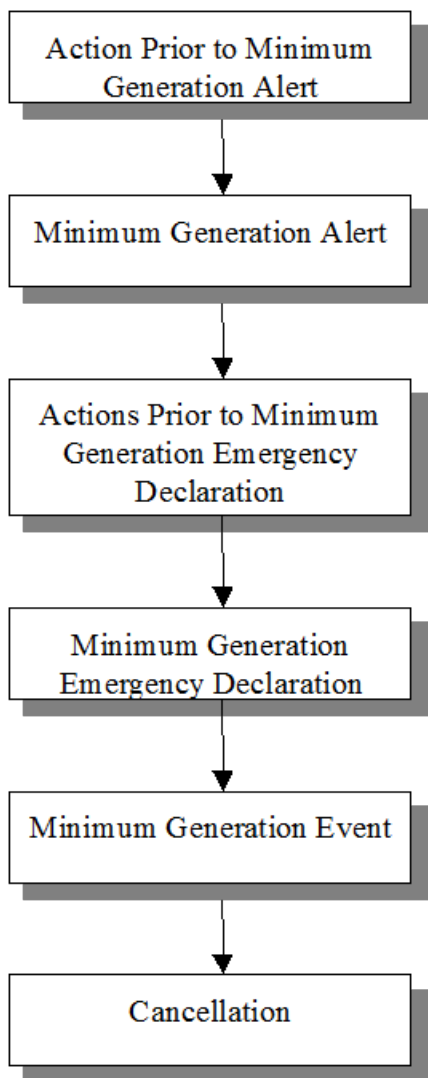 Action Prior to Minimum
Generation Alert
Minimum Generation Alert
Actions Prior to Minimum
Generation Emergency
Declaration
Minimum Generation
Emergency Declaration
Minimum Generation Event
Cancellation